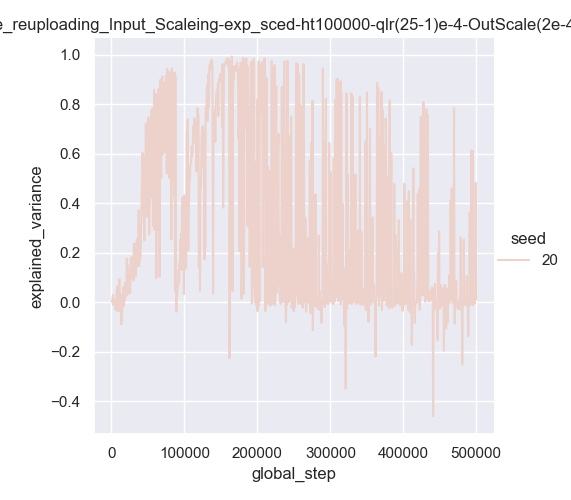 e_reuploading_Input_Scaleing-exp_sced-ht100000-qlr(25-1)e-4-OutScale(2e-4
1.0
0.8
0.6
0.4
0.2
0.0
−0.2
−0.4
explained_variance
0 100000 200000 300000 400000 500000
global_step
seed
20